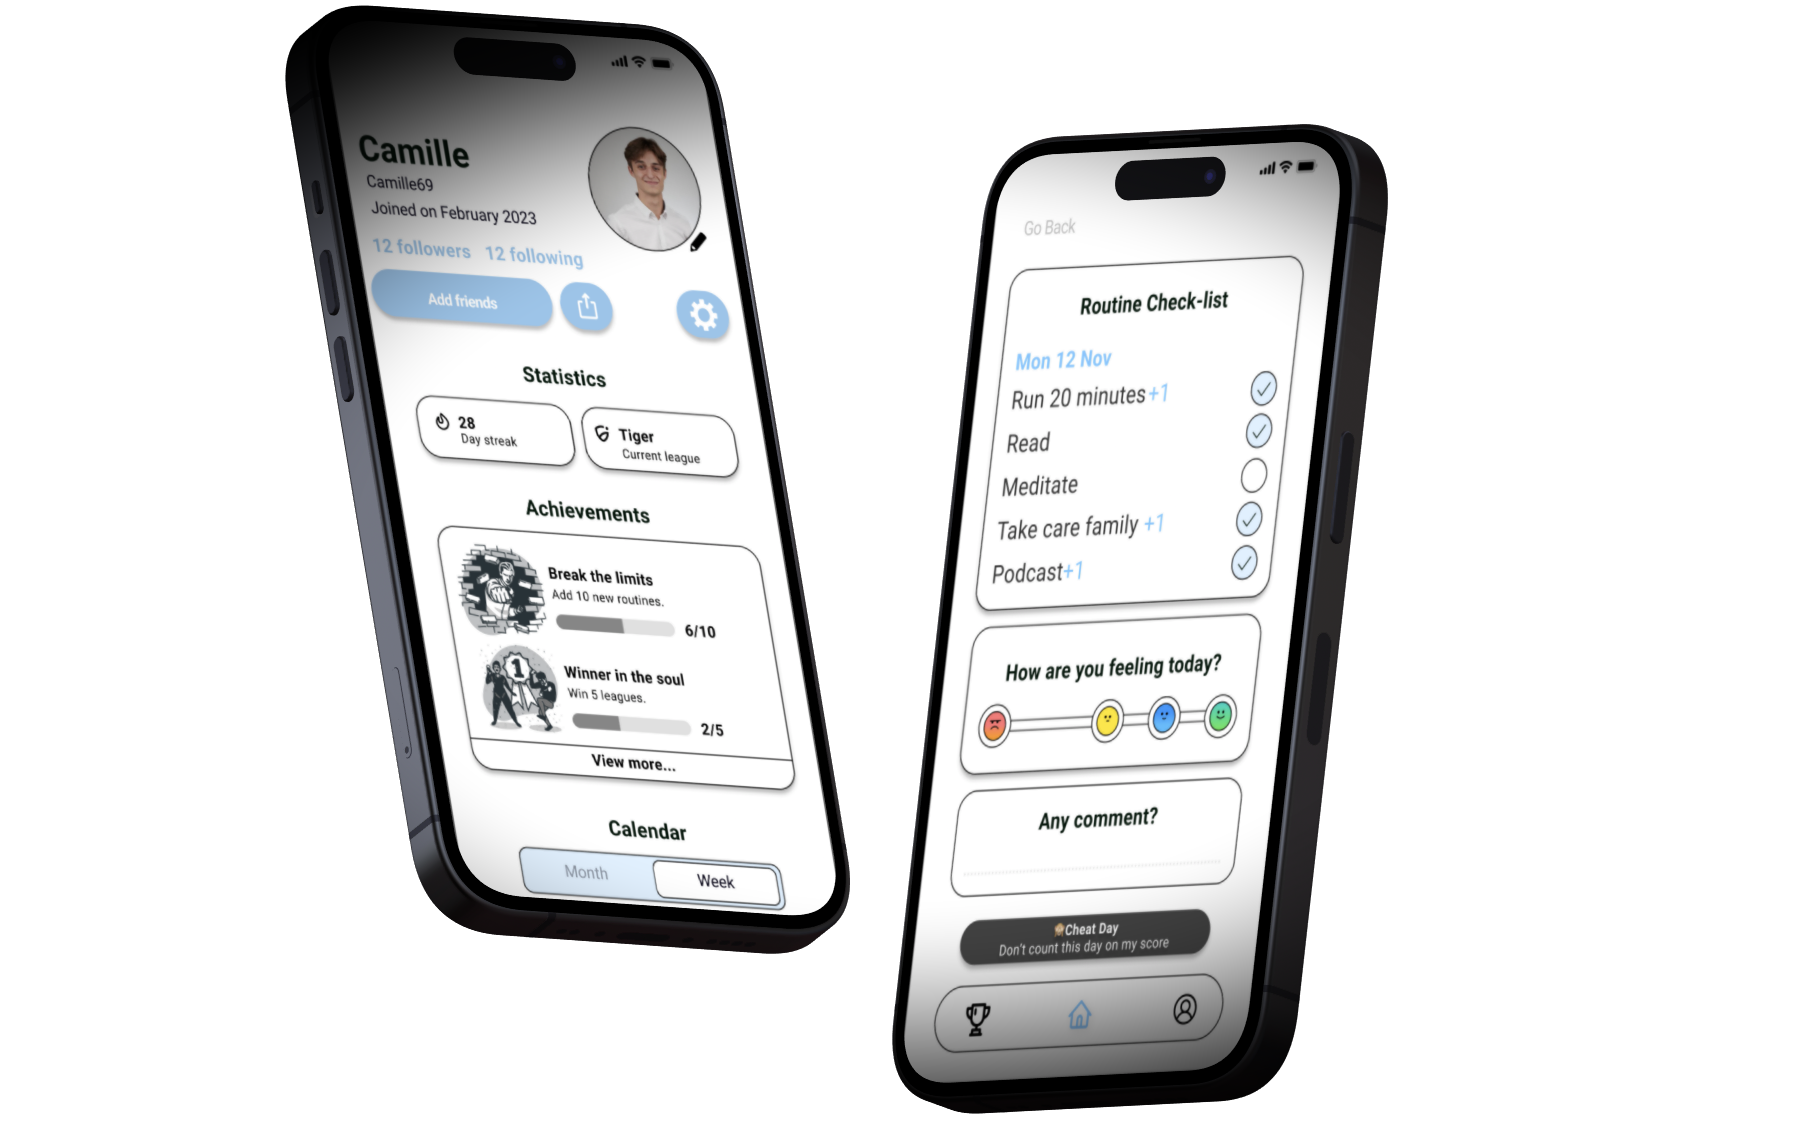 Camille
Camille69
Joined on February 2023
12 followers 12 following
Add friends
Statistics
28
Day streak
Tiger
Current league
Achievements
Break the limits
Add 10 new routines.
6/10
1
Winner in the soul
Win 5 leagues.
2/5
View more...
Calendar
Month
Week
Go Back
Routine Check-list
Mon 12 Nov
Run 20 minutes +1
Read
Meditate
Take care family +1
Podcast+1
How are you feeling today?
Any comment?
Cheat Day
Don't count this day on my score